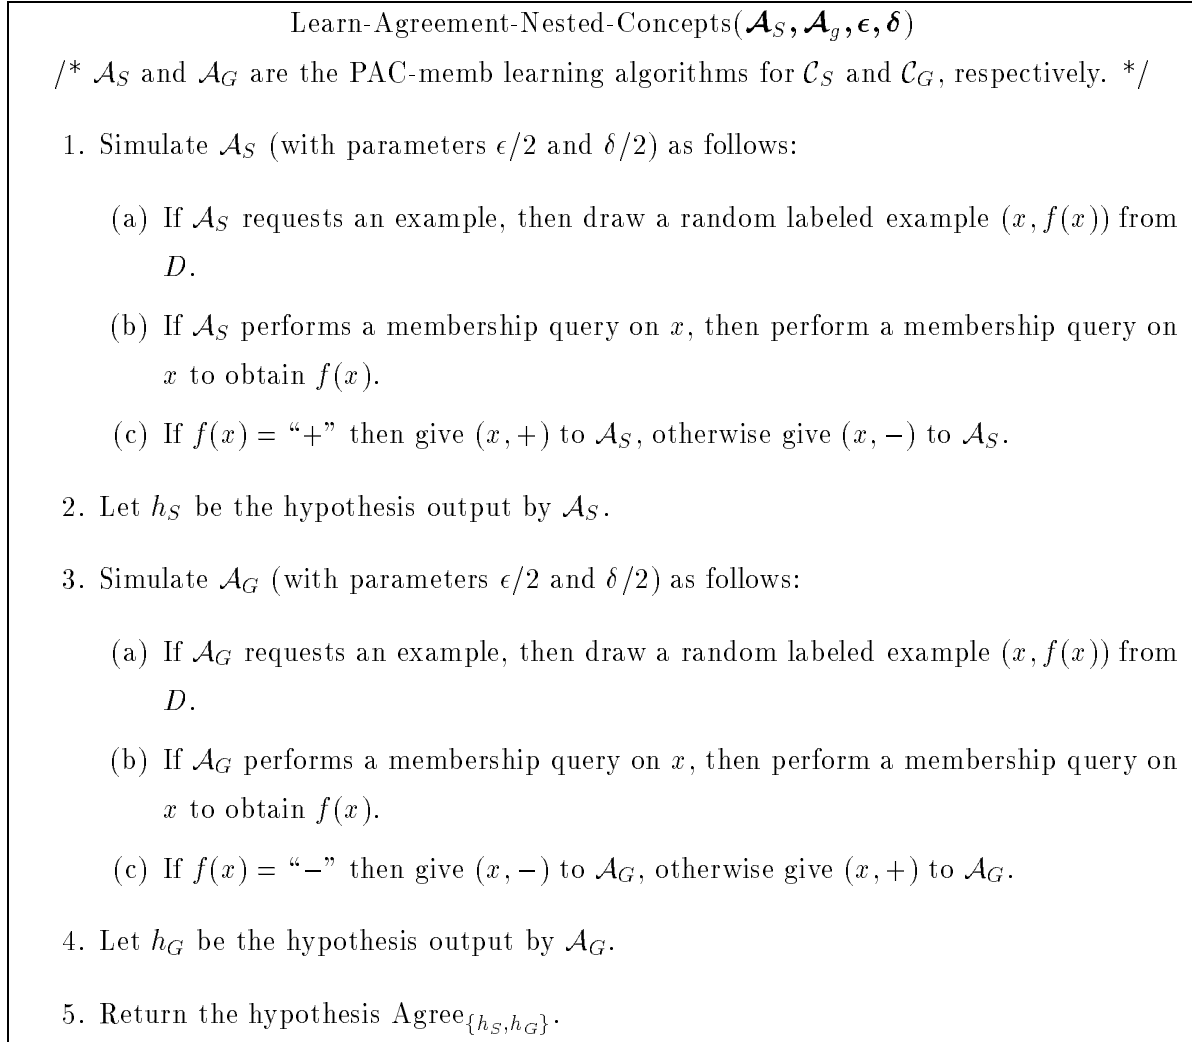 Learn-Agreement-Nested-Concepts(𝓐_S, 𝓐_g, ϵ, δ)
/* 𝒜_S and 𝒜_G are the PAC-memb learning algorithms for 𝒞_S and 𝒞_G, respectively. */
1. Simulate 𝒜_S (with parameters ϵ/2 and δ/2) as follows:
(a) If 𝒜_S requests an example, then draw a random labeled example (x, f(x)) from
D.
(b) If 𝒜_S performs a membership query on x, then perform a membership query on
x to obtain f(x).
(c) If f(x) = “+” then give (x, +) to 𝒜_S, otherwise give (x, −) to 𝒜_S.
2. Let h_S be the hypothesis output by 𝒜_S.
3. Simulate 𝒜_G (with parameters ϵ/2 and δ/2) as follows:
(a) If 𝒜_G requests an example, then draw a random labeled example (x, f(x)) from
D.
(b) If 𝒜_G performs a membership query on x, then perform a membership query on
x to obtain f(x).
(c) If f(x) = “−” then give (x, −) to 𝒜_G, otherwise give (x, +) to 𝒜_G.
4. Let h_G be the hypothesis output by 𝒜_G.
5. Return the hypothesis Agree_{h_S,h_G}.